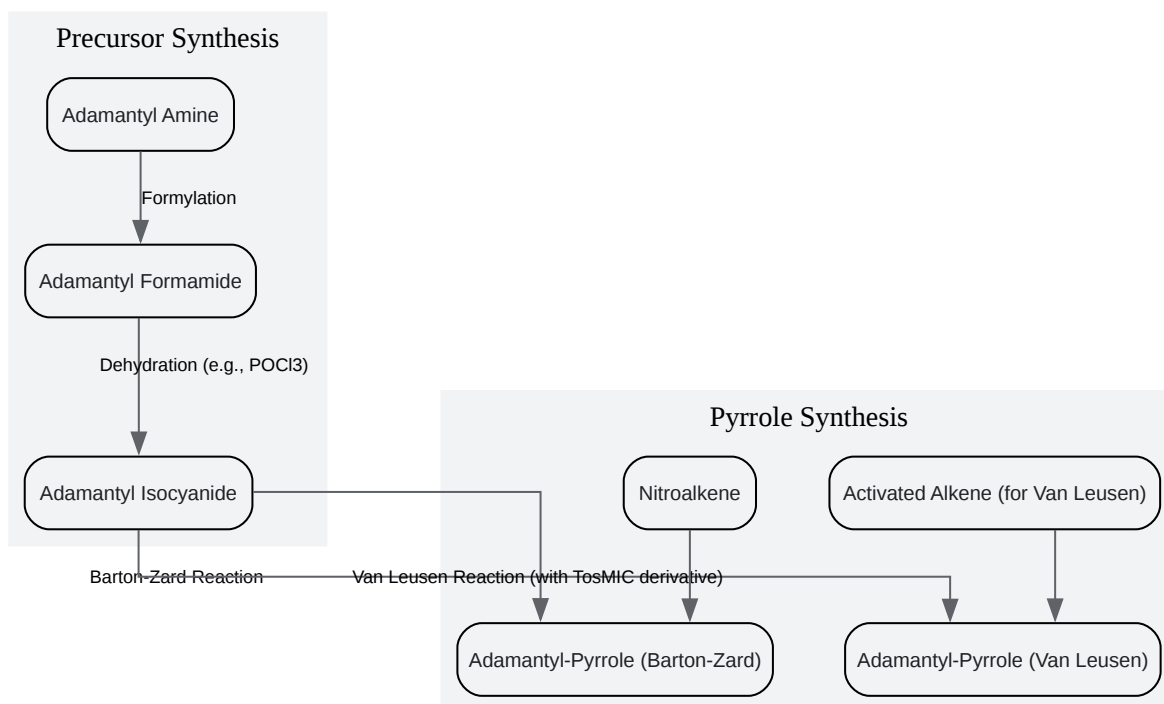 Precursor Synthesis
Adamantyl Amine
Formylation
Adamantyl Formamide
Dehydration (e.g., POCl3)
Adamantyl Isocyanide
Pyrrole Synthesis
Nitroalkene
Activated Alkene (for Van Leusen)
Barton-Zard Reaction
Van Leusen Reaction (with TosMIC derivative)
Adamantyl-Pyrrole (Barton-Zard)
Adamantyl-Pyrrole (Van Leusen)